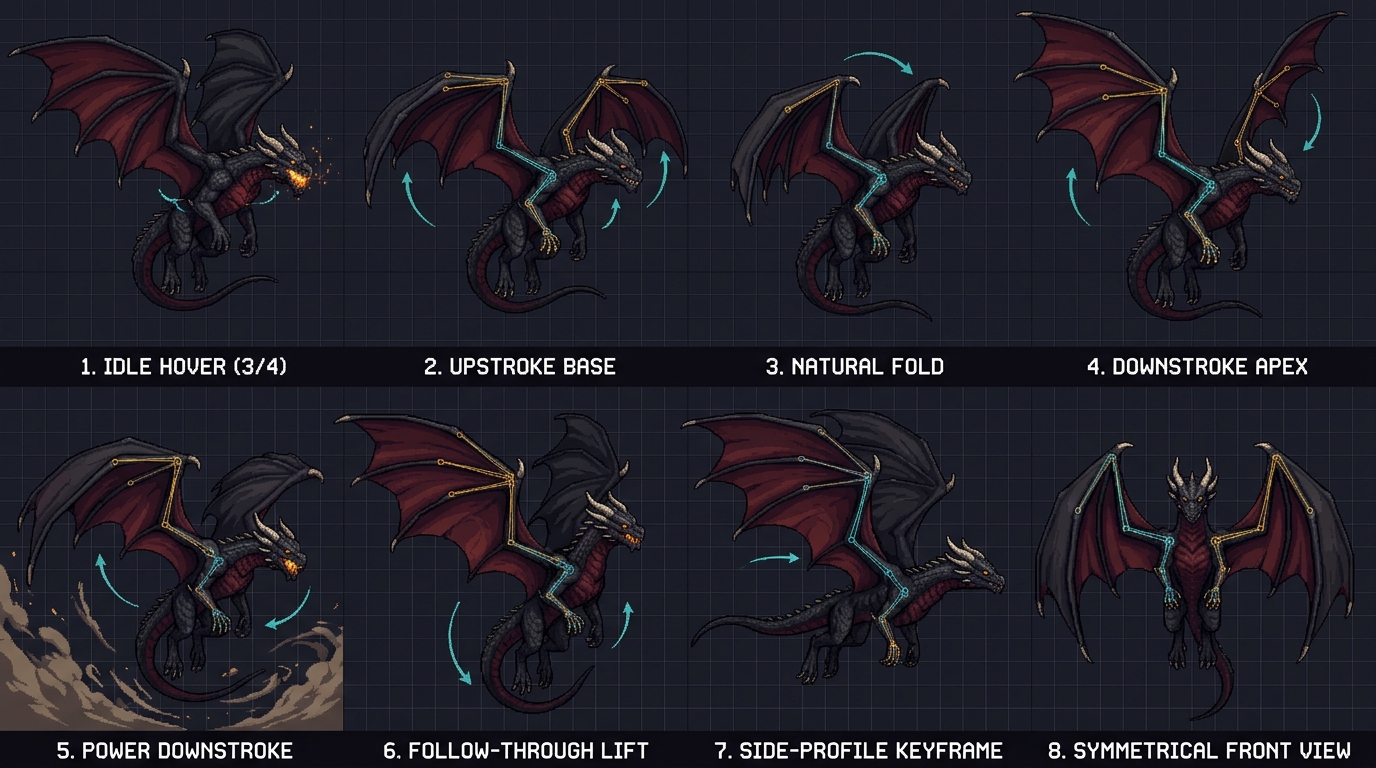 1. IDLE HOVER (3/4)
2. UPSTROKE BASE
3. NATURAL FOLD
4. DOWNSTROKE APEX
5. POWER DOWNSTROKE
6. FOLLOW-THROUGH LIFT
7. SIDE-PROFILE KEYFRAME
8. SYMMETRICAL FRONT VIEW